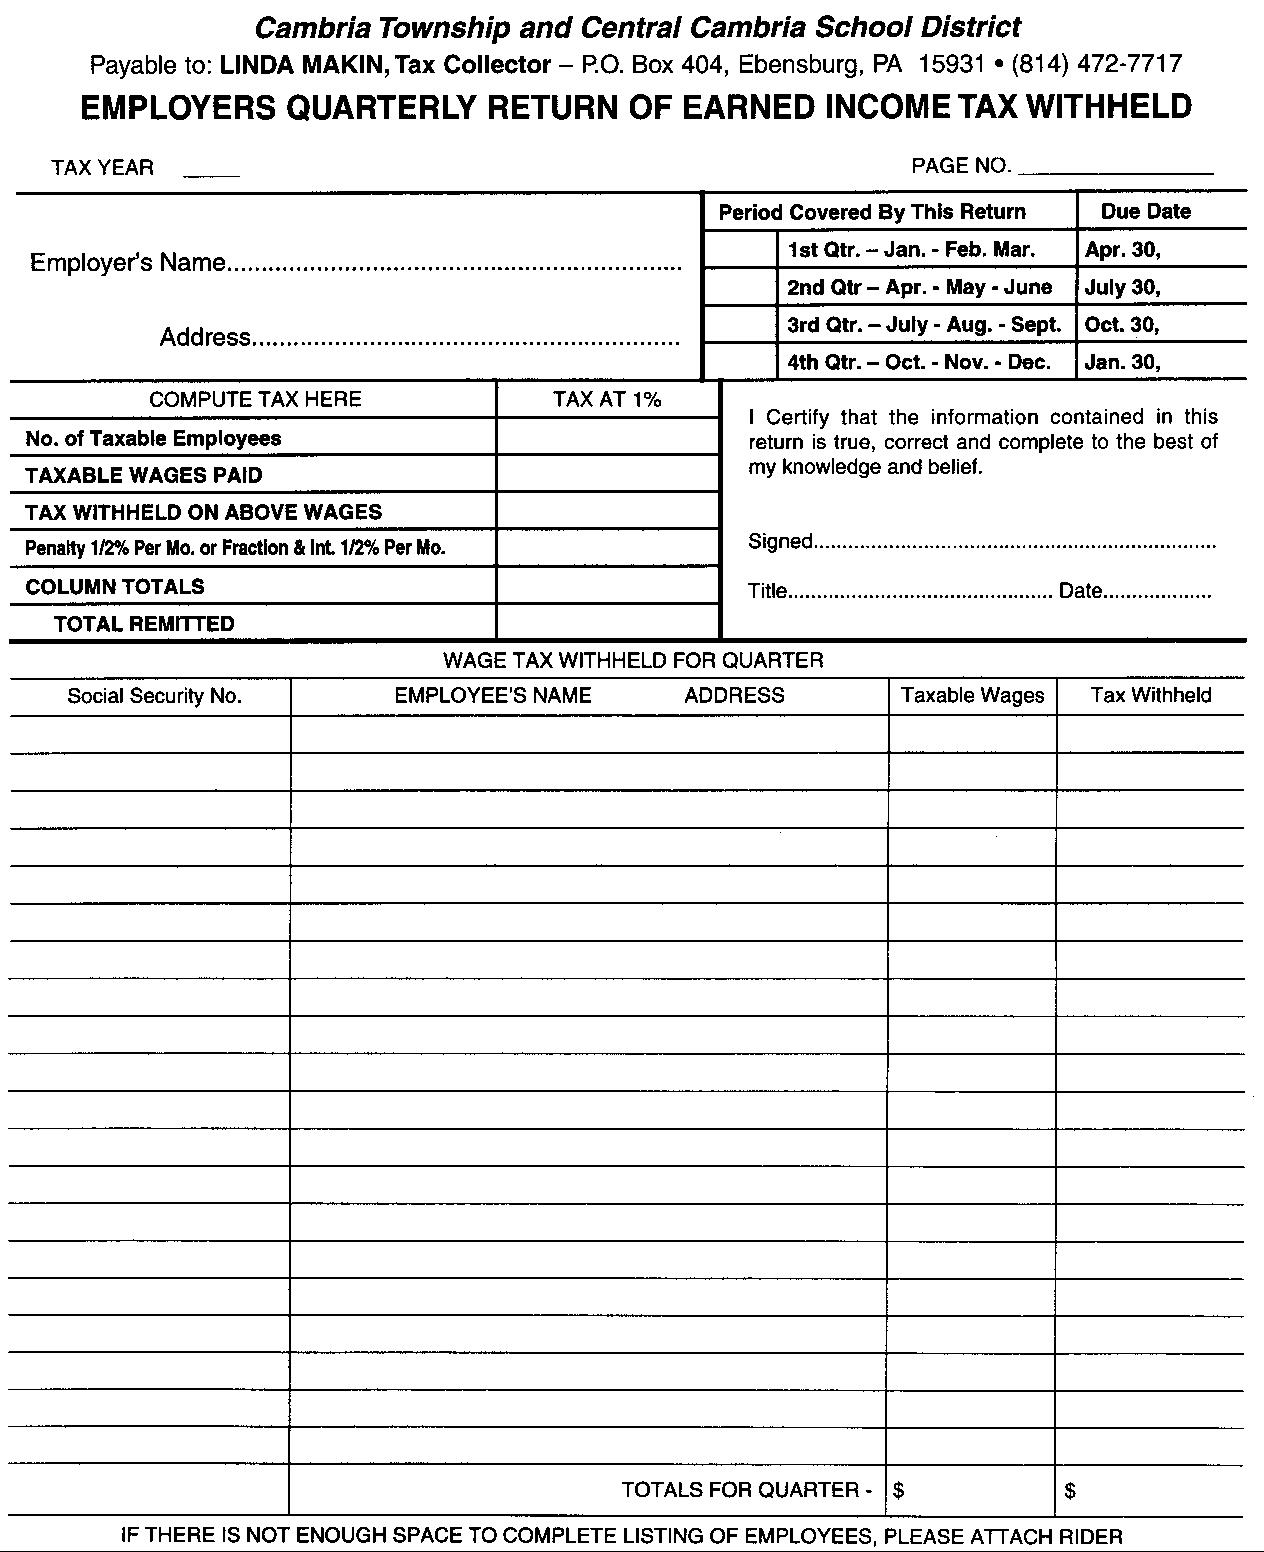 Cambria Township and Central Cambria School District
Payable to: LINDA MAKIN, Tax Collector – P.O. Box 404, Ebensburg, PA 15931 • (814) 472-7717
EMPLOYERS QUARTERLY RETURN OF EARNED INCOME TAX WITHHELD
TAX YEAR ____ PAGE NO. ________________
Period Covered By This Return Due Date
1st Qtr. – Jan. - Feb. Mar. Apr. 30,
Employer's Name..................................................................
2nd Qtr – Apr. - May - June July 30,
3rd Qtr. – July - Aug. - Sept. Oct. 30,
Address..............................................................
4th Qtr. – Oct. - Nov. - Dec. Jan. 30,
COMPUTE TAX HERE TAX AT 1%
No. of Taxable Employees
TAXABLE WAGES PAID
TAX WITHHELD ON ABOVE WAGES
Penalty 1/2% Per Mo. or Fraction & Int. 1/2% Per Mo.
COLUMN TOTALS
TOTAL REMITTED
I Certify that the information contained in this
return is true, correct and complete to the best of
my knowledge and belief.
Signed......................................................................
Title.............................................. Date...................
WAGE TAX WITHHELD FOR QUARTER
Social Security No. EMPLOYEE'S NAME ADDRESS Taxable Wages Tax Withheld
TOTALS FOR QUARTER - $ $
IF THERE IS NOT ENOUGH SPACE TO COMPLETE LISTING OF EMPLOYEES, PLEASE ATTACH RIDER